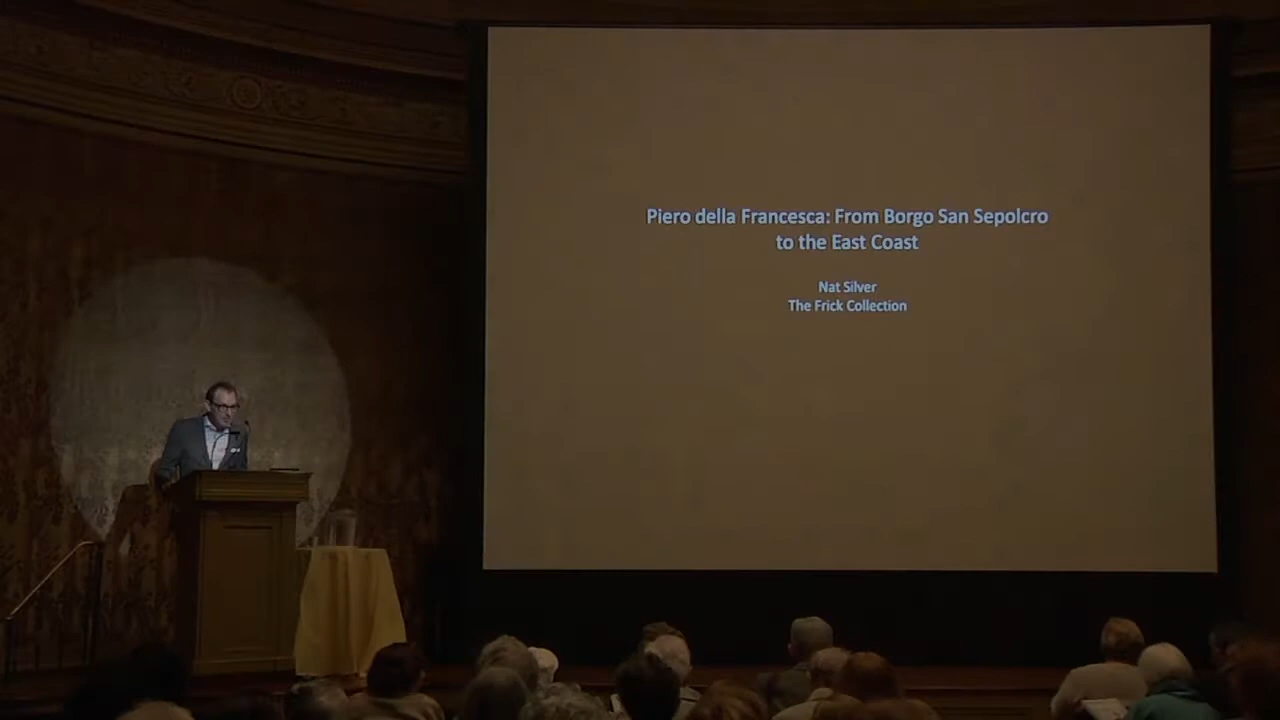 Piero della Francesca: From Borgo San Sepolcro
to the East Coast
Nat Silver
The Frick Collection